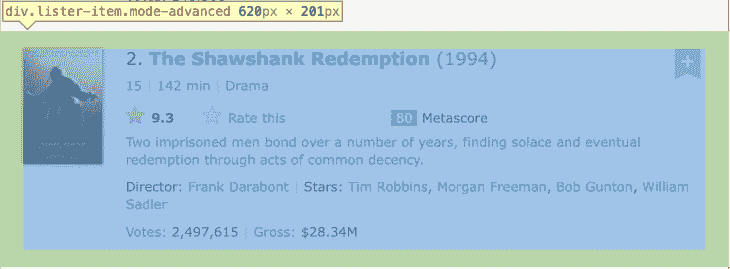 div.lister-item.mode-advanced 620px × 201px
2. The Shawshank Redemption (1994)
15 | 142 min | Drama
9.3 Rate this 80 Metascore
Two imprisoned men bond over a number of years, finding solace and eventual
redemption through acts of common decency.
Director: Frank Darabont | Stars: Tim Robbins, Morgan Freeman, Bob Gunton, William
Sadler
Votes: 2,497,615 | Gross: $28.34M